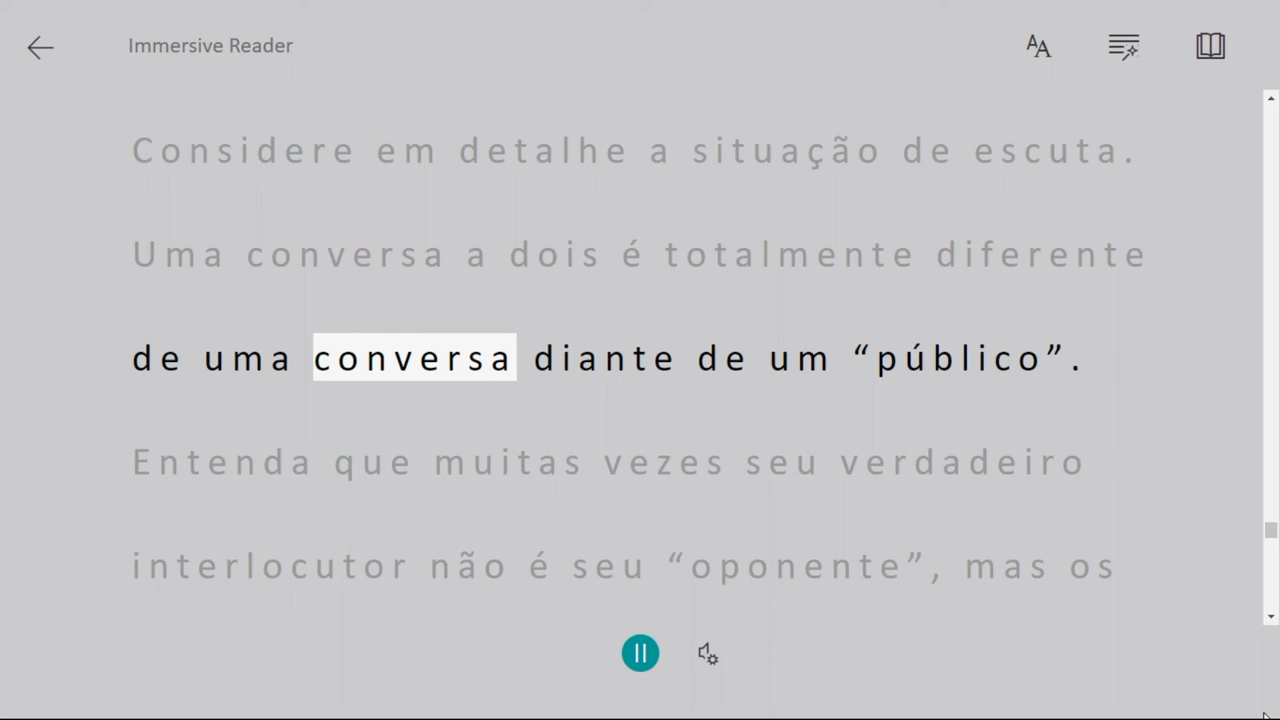 Immersive Reader
Considere em detalhe a situação de escuta.
Uma conversa a dois é totalmente diferente
de uma conversa diante de um “público”.
Entenda que muitas vezes seu verdadeiro
interlocutor não é seu “oponente”, mas os